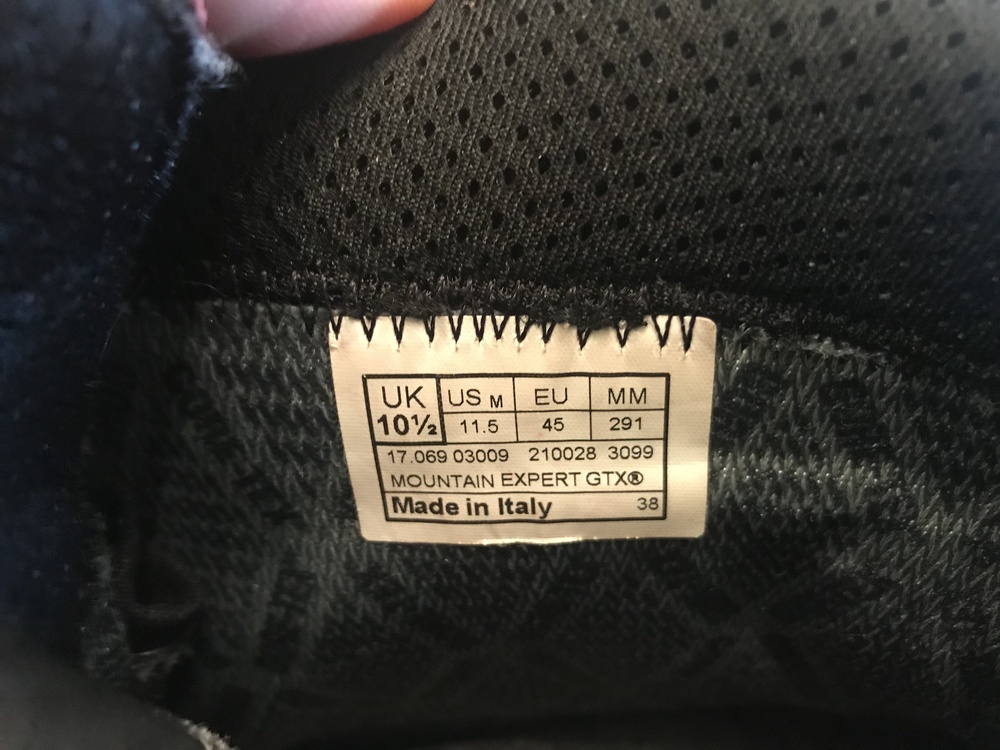 UK US M EU MM
10½ 11.5 45 291
17.069 03009 210028 3099
MOUNTAIN EXPERT GTX®
Made in Italy 38